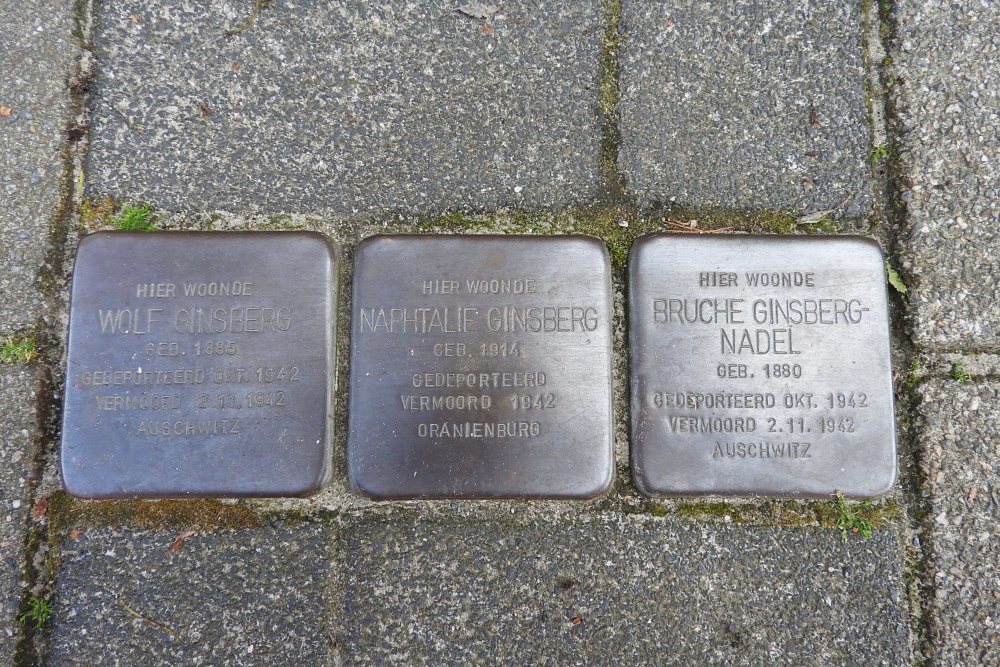 HIER WOONDE
WOLF GINSBERG
GEB. 1885
GEDEPORTEERD OKT. 1942
VERMOORD 2.11.1942
AUSCHWITZ
HIER WOONDE
NAPHTALIE GINSBERG
GEB. 1914
GEDEPORTEERD
VERMOORD 1942
ORANIENBURG
HIER WOONDE
BRUCHE GINSBERG-
NADEL
GEB. 1880
GEDEPORTEERD OKT. 1942
VERMOORD 2.11.1942
AUSCHWITZ